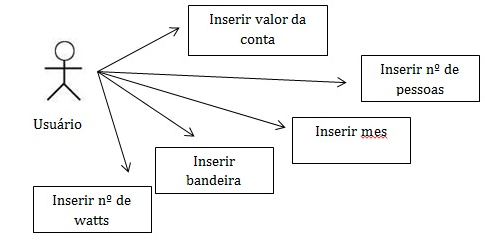 Inserir valor da
conta
Inserir nº de
pessoas
Usuário
Inserir mes
Inserir
bandeira
Inserir nº de
watts